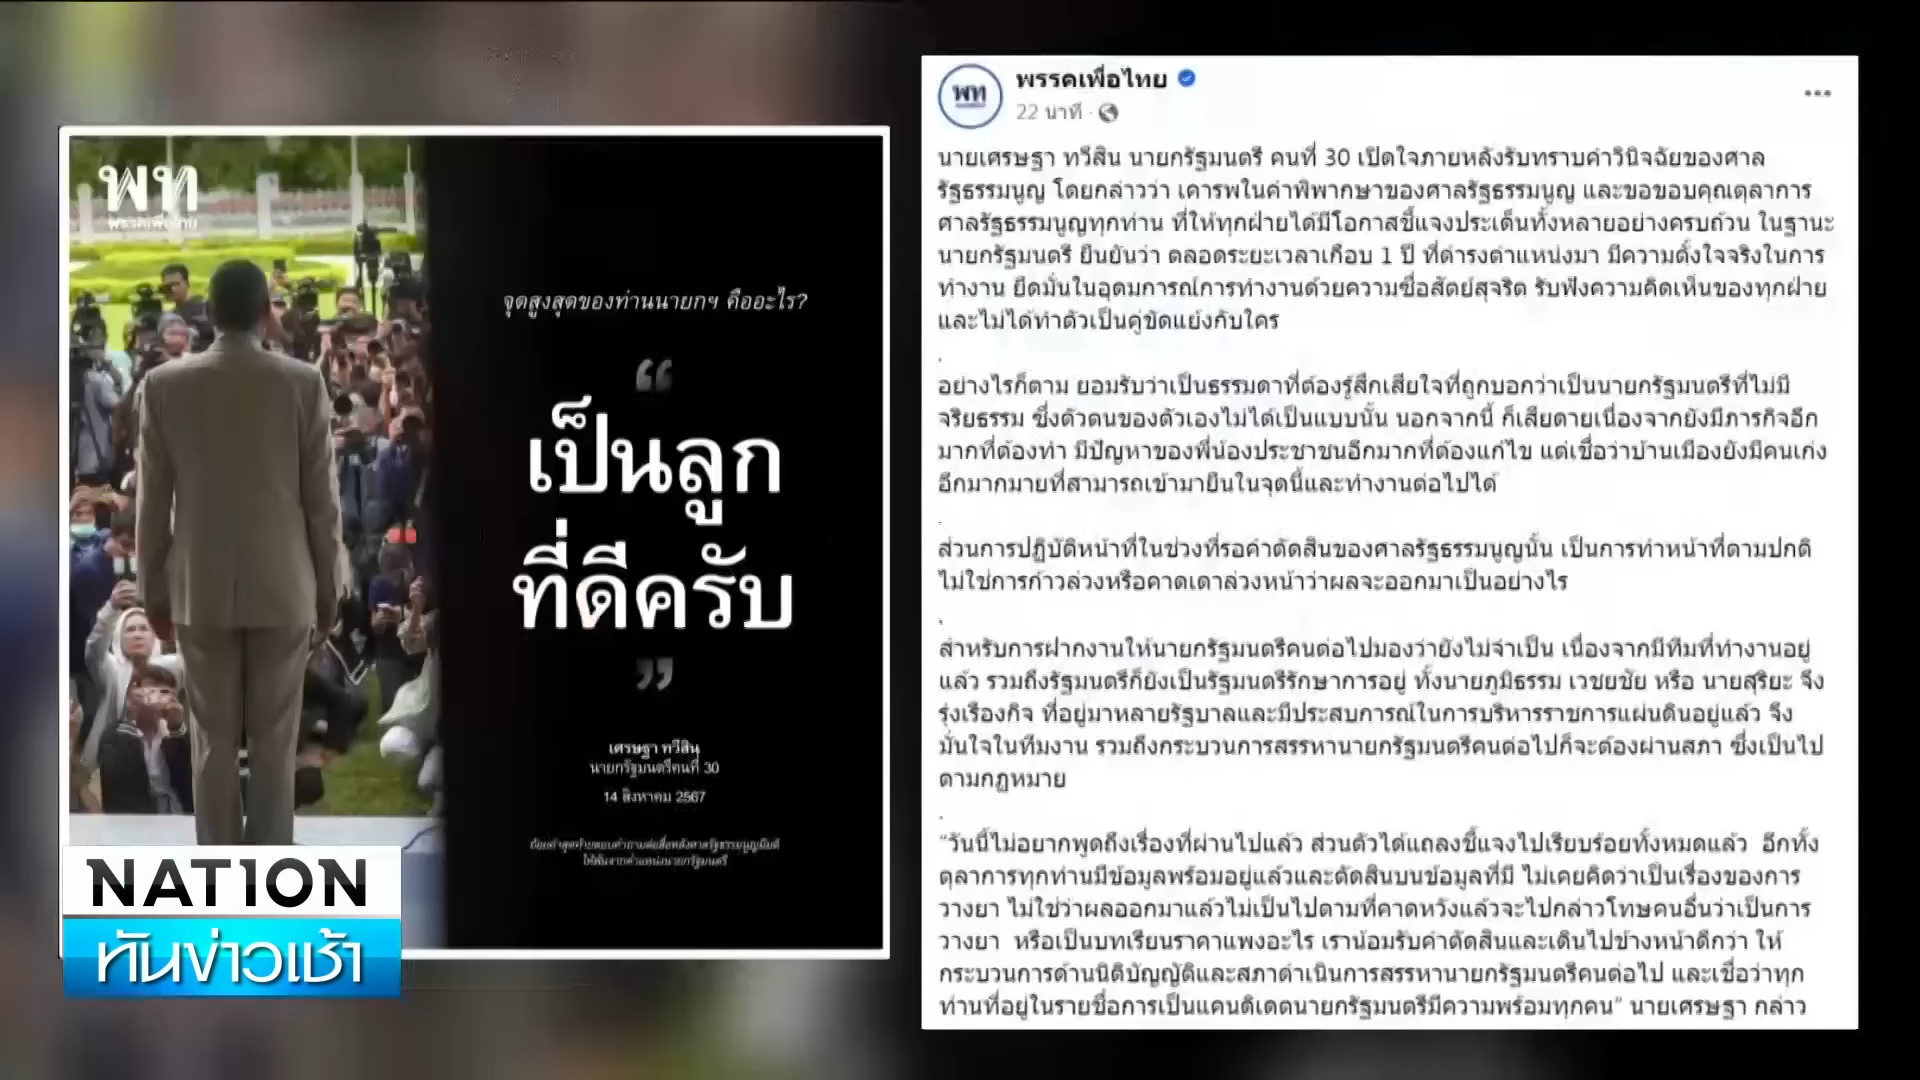 พท
พรรคเพื่อไทย
จุดสูงสุดของท่านนายกฯ คืออะไร?
“
เป็นลูก
ที่ดีครับ
”
เศรษฐา ทวีสิน
นายกรัฐมนตรีคนที่ 30
14 สิงหาคม 2567
ถ้อยคำสุดท้ายตอบคำถามต่อสื่อหลังศาลรัฐธรรมนูญมีมติ
ให้พ้นจากตำแหน่งนายกรัฐมนตรี
NATION
ทันข่าวเช้า
พท
พรรคเพื่อไทย
22 นาที ·
นายเศรษฐา ทวีสิน นายกรัฐมนตรี คนที่ 30 เปิดใจภายหลังรับทราบคำวินิจฉัยของศาล
รัฐธรรมนูญ โดยกล่าวว่า เคารพในคำพิพากษาของศาลรัฐธรรมนูญ และขอขอบคุณตุลาการ
ศาลรัฐธรรมนูญทุกท่าน ที่ให้ทุกฝ่ายได้มีโอกาสชี้แจงประเด็นทั้งหลายอย่างครบถ้วน ในฐานะ
นายกรัฐมนตรี ยืนยันว่า ตลอดระยะเวลาเกือบ 1 ปี ที่ดำรงตำแหน่งมา มีความตั้งใจจริงในการ
ทำงาน ยึดมั่นในอุดมการณ์การทำงานด้วยความซื่อสัตย์สุจริต รับฟังความคิดเห็นของทุกฝ่าย
และไม่ได้ทำตัวเป็นคู่ขัดแย้งกับใคร
.
อย่างไรก็ตาม ยอมรับว่าเป็นธรรมดาที่ต้องรู้สึกเสียใจที่ถูกบอกว่าเป็นนายกรัฐมนตรีที่ไม่มี
จริยธรรม ซึ่งตัวตนของตัวเองไม่ได้เป็นแบบนั้น นอกจากนี้ ก็เสียดายเนื่องจากยังมีภารกิจอีก
มากที่ต้องทำ มีปัญหาของพี่น้องประชาชนอีกมากที่ต้องแก้ไข แต่เชื่อว่าบ้านเมืองยังมีคนเก่ง
อีกมากมายที่สามารถเข้ามายืนในจุดนี้และทำงานต่อไปได้
.
ส่วนการปฏิบัติหน้าที่ในช่วงที่รอคำตัดสินของศาลรัฐธรรมนูญนั้น เป็นการทำหน้าที่ตามปกติ
ไม่ใช่การก้าวล่วงหรือคาดเดาล่วงหน้าว่าผลจะออกมาเป็นอย่างไร
.
สำหรับการฝากงานให้นายกรัฐมนตรีคนต่อไปมองว่ายังไม่จำเป็น เนื่องจากมีทีมที่ทำงานอยู่
แล้ว รวมถึงรัฐมนตรีก็ยังเป็นรัฐมนตรีรักษาการอยู่ ทั้งนายภูมิธรรม เวชยชัย หรือ นายสุริยะ จึง
รุ่งเรืองกิจ ที่อยู่มาหลายรัฐบาลและมีประสบการณ์ในการบริหารราชการแผ่นดินอยู่แล้ว จึง
มั่นใจในทีมงาน รวมถึงกระบวนการสรรหานายกรัฐมนตรีคนต่อไปก็จะต้องผ่านสภา ซึ่งเป็นไป
ตามกฎหมาย
.
“วันนี้ไม่อยากพูดถึงเรื่องที่ผ่านไปแล้ว ส่วนตัวได้แถลงชี้แจงไปเรียบร้อยทั้งหมดแล้ว อีกทั้ง
ตุลาการทุกท่านมีข้อมูลพร้อมอยู่แล้วและตัดสินบนข้อมูลที่มี ไม่เคยคิดว่าเป็นเรื่องของการ
วางยา ไม่ใช่ว่าผลออกมาแล้วไม่เป็นไปตามที่คาดหวังแล้วจะไปกล่าวโทษคนอื่นว่าเป็นการ
วางยา หรือเป็นบทเรียนราคาแพงอะไร เราน้อมรับคำตัดสินและเดินไปข้างหน้าดีกว่า ให้
กระบวนการด้านนิติบัญญัติและสภาดำเนินการสรรหานายกรัฐมนตรีคนต่อไป และเชื่อว่าทุก
ท่านที่อยู่ในรายชื่อการเป็นแคนดิเดตนายกรัฐมนตรีมีความพร้อมทุกคน” นายเศรษฐา กล่าว